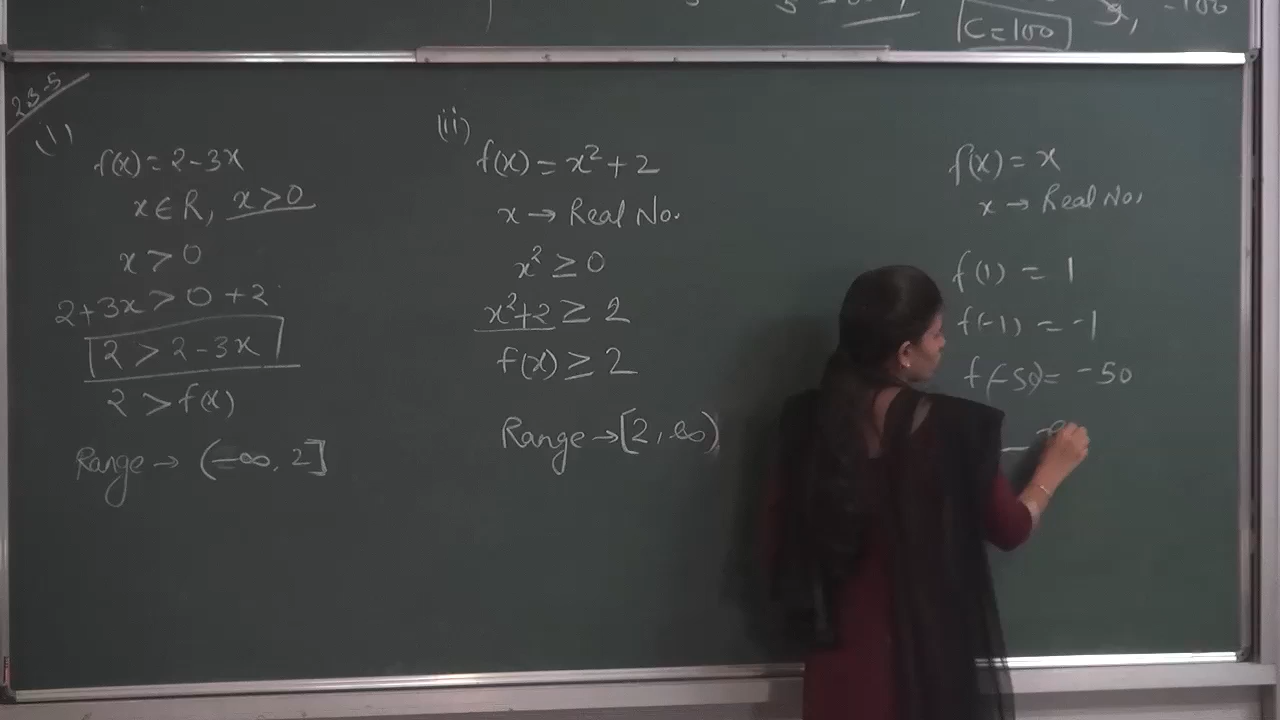 C=100
-100
2.3-5
(i)
f(x) = 2-3x
x ∈ R, x > 0
x > 0
2+3x > 0 + 2
2 > 2-3x
2 > f(x)
Range → (-∞, 2]
(ii)
f(x) = x²+2
x → Real No.
x² ≥ 0
x²+2 ≥ 2
f(x) ≥ 2
Range → [2, ∞)
f(x) = x
x → Real No.
f(1) = 1
f(-1) = -1
f(-50) = -50